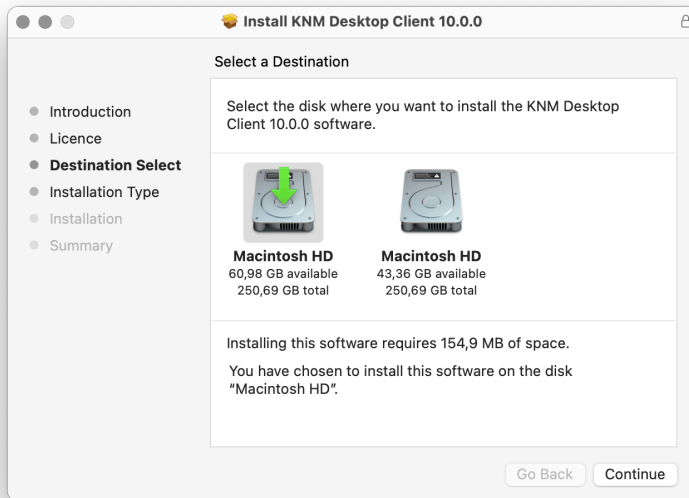 Install KNM Desktop Client 10.0.0
Select a Destination
Introduction
Licence
Destination Select
Installation Type
Installation
Summary
Select the disk where you want to install the KNM Desktop
Client 10.0.0 software.
Macintosh HD
60,98 GB available
250,69 GB total
Macintosh HD
43,36 GB available
250,69 GB total
Installing this software requires 154,9 MB of space.
You have chosen to install this software on the disk
“Macintosh HD”.
Go Back
Continue